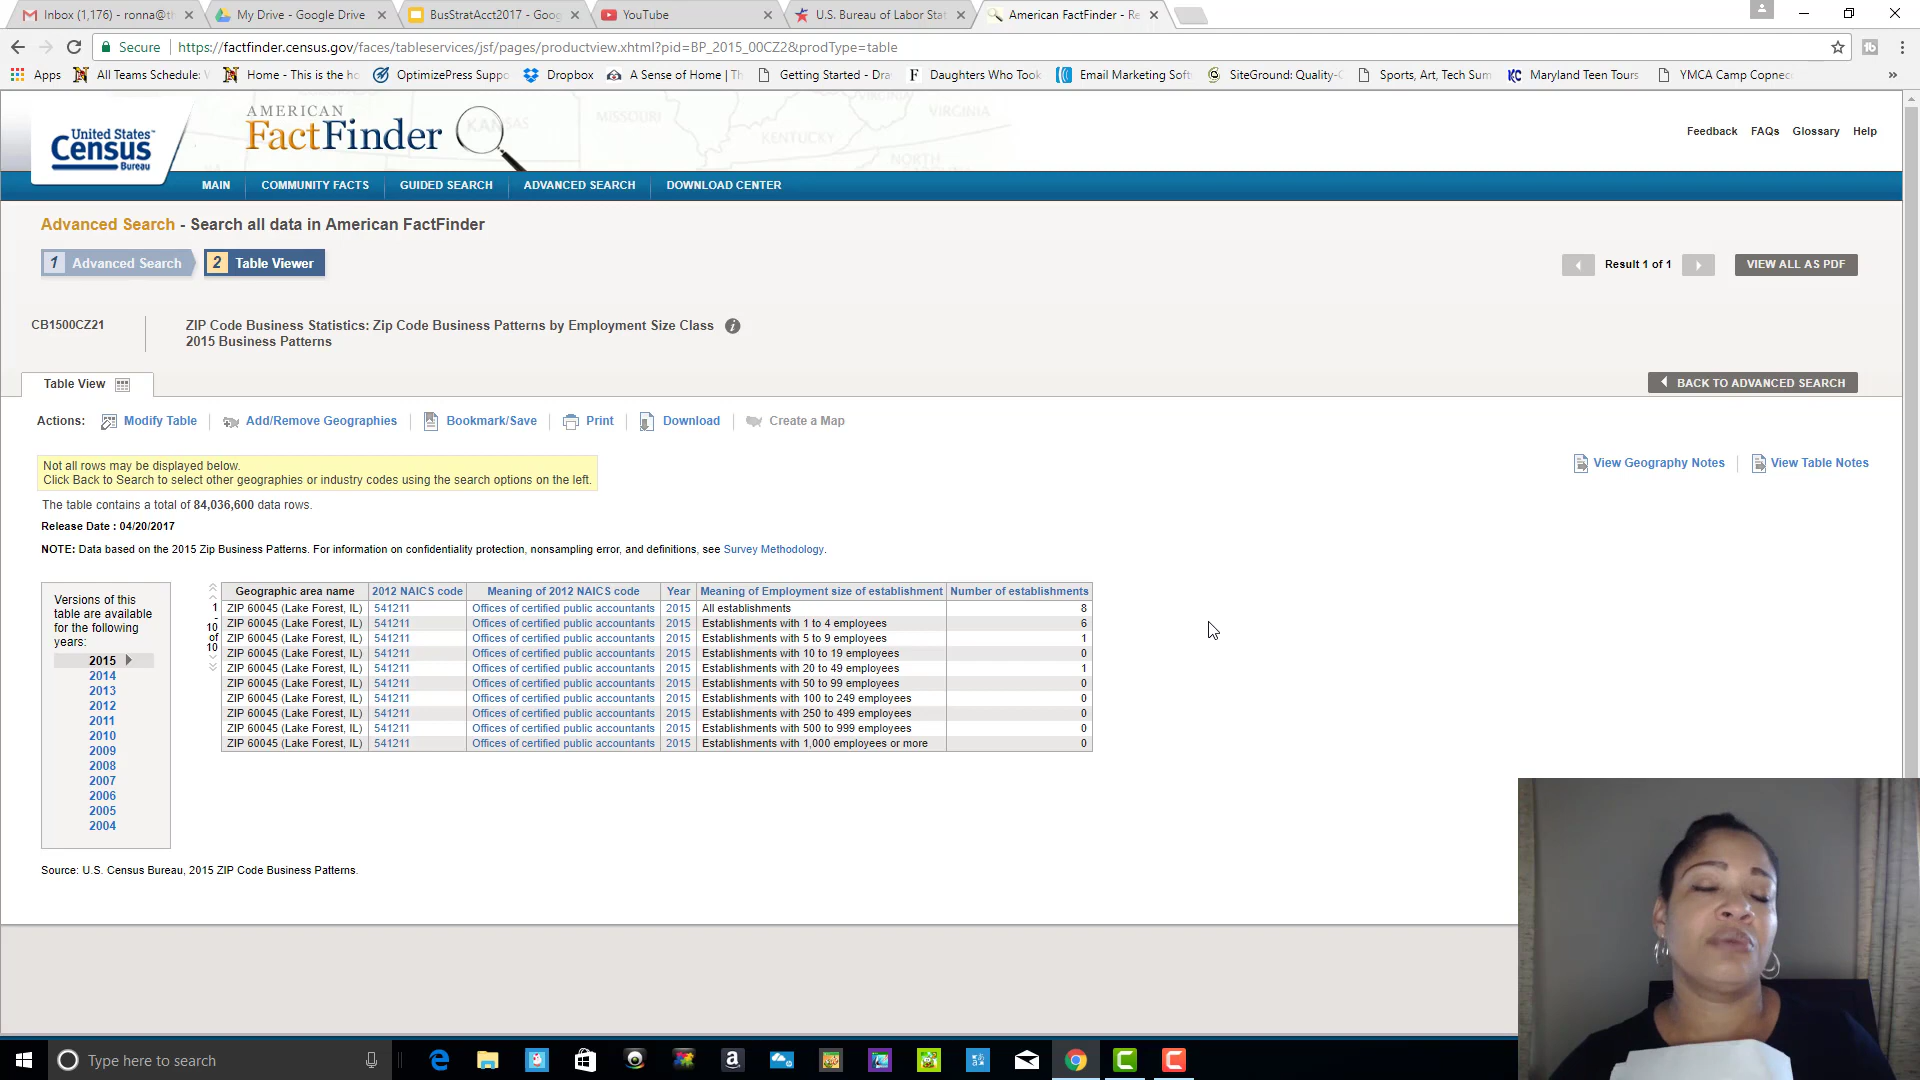 Inbox (1,176) - ronna@th
My Drive - Google Drive
BusStratAcct2017 - Goog
YouTube
U.S. Bureau of Labor Stat
American FactFinder - Re
Secure
https://factfinder.census.gov/faces/tableservices/jsf/pages/productview.xhtml?pid=BP_2015_00CZ2&prodType=table
Apps
All Teams Schedule:
Home - This is the ho
OptimizePress Suppo
Dropbox
A Sense of Home | Th
Getting Started - Dra
Daughters Who Took
Email Marketing Soft
SiteGround: Quality-
Sports, Art, Tech Sum
Maryland Teen Tours
YMCA Camp Copnec
United States
Census
Bureau
AMERICAN
FactFinder
KANSAS
MISSOURI
KENTUCKY
VIRGINIA
VIRGINIA
NORTH
Feedback FAQs Glossary Help
MAIN COMMUNITY FACTS GUIDED SEARCH ADVANCED SEARCH DOWNLOAD CENTER
Advanced Search - Search all data in American FactFinder
1 Advanced Search 2 Table Viewer
Result 1 of 1 VIEW ALL AS PDF
CB1500CZ21
ZIP Code Business Statistics: Zip Code Business Patterns by Employment Size Class
2015 Business Patterns
Table View
BACK TO ADVANCED SEARCH
Actions: Modify Table Add/Remove Geographies Bookmark/Save Print Download Create a Map
Not all rows may be displayed below.
Click Back to Search to select other geographies or industry codes using the search options on the left.
View Geography Notes View Table Notes
The table contains a total of 84,036,600 data rows.
Release Date : 04/20/2017
NOTE: Data based on the 2015 Zip Business Patterns. For information on confidentiality protection, nonsampling error, and definitions, see Survey Methodology.
Versions of this
table are available
for the following
years:
2015
2014
2013
2012
2011
2010
2009
2008
2007
2006
2005
2004
1
-
10
of
10
Geographic area name 2012 NAICS code Meaning of 2012 NAICS code Year Meaning of Employment size of establishment Number of establishments
ZIP 60045 (Lake Forest, IL) 541211 Offices of certified public accountants 2015 All establishments 8
ZIP 60045 (Lake Forest, IL) 541211 Offices of certified public accountants 2015 Establishments with 1 to 4 employees 6
ZIP 60045 (Lake Forest, IL) 541211 Offices of certified public accountants 2015 Establishments with 5 to 9 employees 1
ZIP 60045 (Lake Forest, IL) 541211 Offices of certified public accountants 2015 Establishments with 10 to 19 employees 0
ZIP 60045 (Lake Forest, IL) 541211 Offices of certified public accountants 2015 Establishments with 20 to 49 employees 1
ZIP 60045 (Lake Forest, IL) 541211 Offices of certified public accountants 2015 Establishments with 50 to 99 employees 0
ZIP 60045 (Lake Forest, IL) 541211 Offices of certified public accountants 2015 Establishments with 100 to 249 employees 0
ZIP 60045 (Lake Forest, IL) 541211 Offices of certified public accountants 2015 Establishments with 250 to 499 employees 0
ZIP 60045 (Lake Forest, IL) 541211 Offices of certified public accountants 2015 Establishments with 500 to 999 employees 0
ZIP 60045 (Lake Forest, IL) 541211 Offices of certified public accountants 2015 Establishments with 1,000 employees or more 0
Source: U.S. Census Bureau, 2015 ZIP Code Business Patterns.
Type here to search